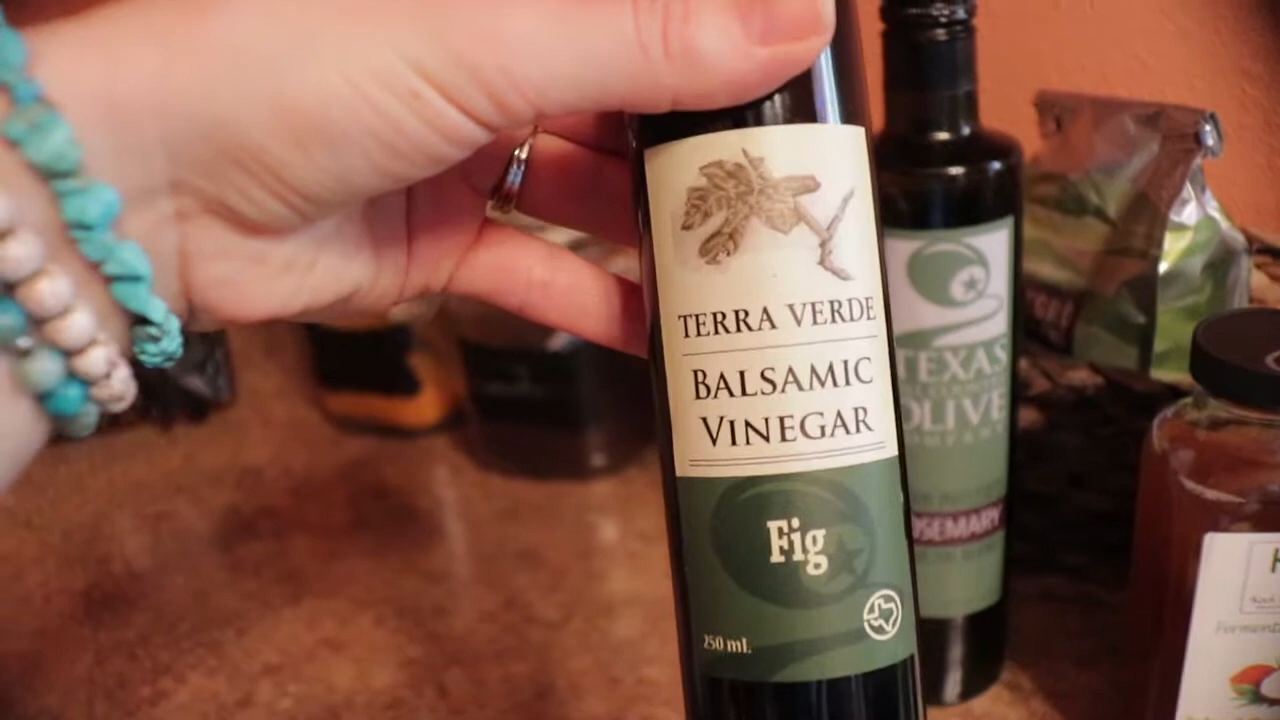 TERRA VERDE
BALSAMIC
VINEGAR
Fig
250 ml.
TEXAS
OLIVE
OSEMARY